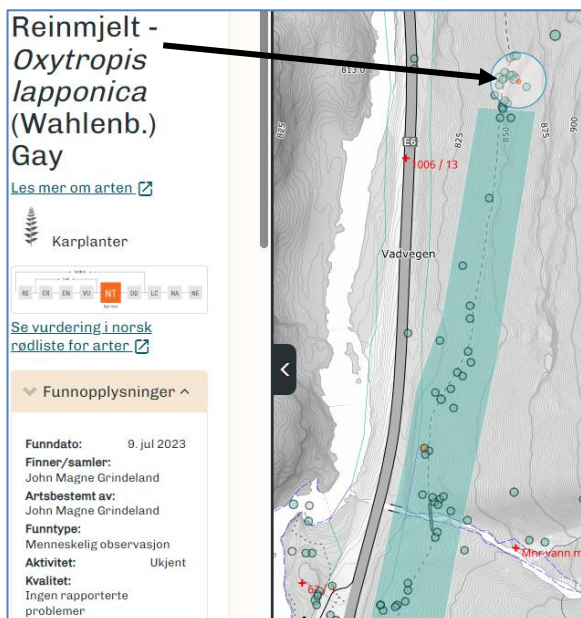 Reinmjelt -
Oxytropis
lapponica
(Wahlenb.)
Gay
Les mer om arten
Karplanter
RE CR EN VU NT DD LC NA NE
Se vurdering i norsk
rødliste for arter
Funnopplysninger
Funndato: 9. jul 2023
Finner/samler:
John Magne Grindeland
Artsbestemt av:
John Magne Grindeland
Funntype:
Menneskelig observasjon
Aktivitet: Ukjent
Kvalitet:
Ingen rapporterte
problemer
813.0
825
E6
825
850
875
900
1006 / 13
Vadvegen